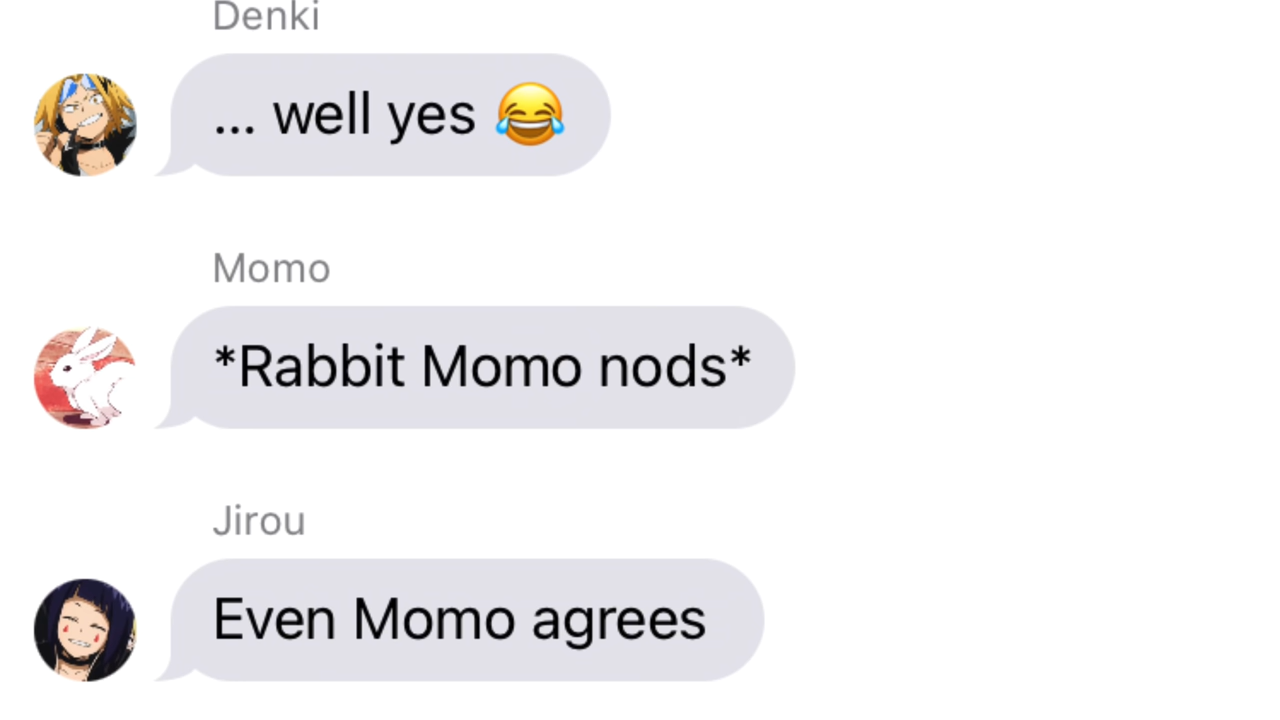 Denki
... well yes 😂
Momo
*Rabbit Momo nods*
Jirou
Even Momo agrees